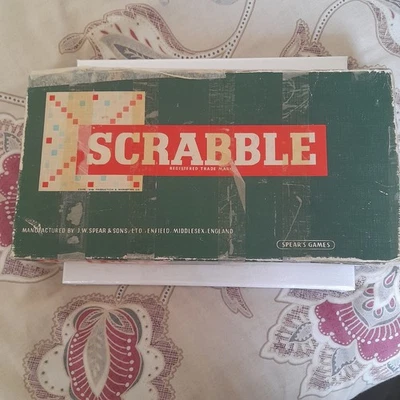 SCRABBLE
REGISTERED TRADE MARK
MANUFACTURED BY J.W. SPEAR & SONS, LTD. ENFIELD, MIDDLESEX, ENGLAND
SPEAR'S GAMES